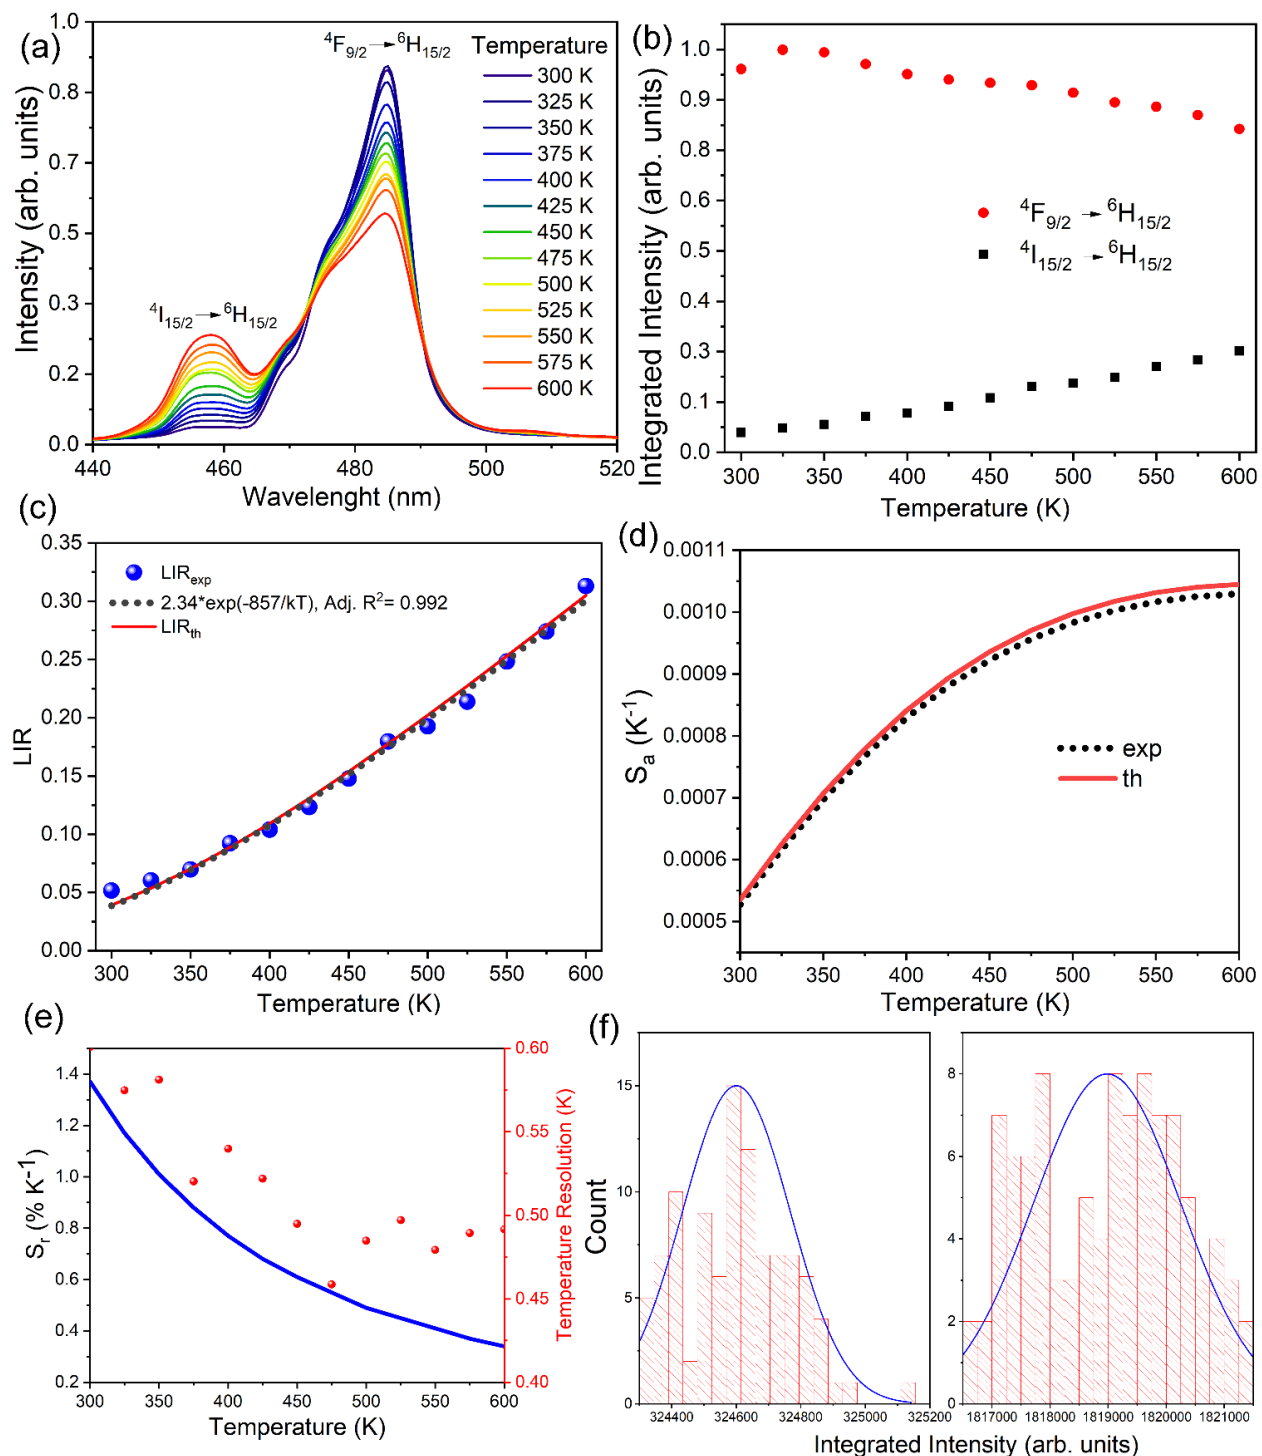 (a)
1.0
0.8
0.7
0.5
0.3
0.2
0.0
Intensity (arb. units)
⁴F₉/₂→⁶H₁₅/₂
⁴I₁₅/₂→⁶H₁₅/₂
Temperature
300 K
325 K
350 K
375 K
400 K
425 K
450 K
475 K
500 K
525 K
550 K
575 K
600 K
440 460 480 500 520
Wavelenght (nm)
(b)
1.0
0.9
0.8
0.6
0.5
0.3
0.1
0.0
Integrated Intensity (arb. units)
⁴F₉/₂→⁶H₁₅/₂
⁴I₁₅/₂→⁶H₁₅/₂
300 350 400 450 500 550 600
Temperature (K)
(c)
0.35
0.30
0.25
0.20
0.15
0.10
0.05
0.00
LIR
LIRexp
2.34*exp(-857/kT), Adj. R²= 0.992
LIRth
300 350 400 450 500 550 600
Temperature (K)
(d)
0.0011
0.0010
0.0009
0.0008
0.0007
0.0006
0.0005
Sₐ (K⁻¹)
exp
th
300 350 400 450 500 550 600
Temperature (K)
(e)
1.4
1.2
1.0
0.8
0.6
0.4
0.2
Sᵣ (% K⁻¹)
0.60
0.55
0.50
0.45
0.40
Temperature Resolution (K)
300 350 400 450 500 550 600
Temperature (K)
(f)
15
10
5
0
Count
324400 324600 324800 325000 325200
8
6
4
2
0
1817000 1818000 1819000 1820000 1821000
Integrated Intensity (arb. units)